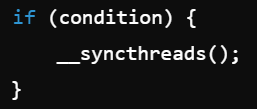 if (condition) {
    __syncthreads();
}